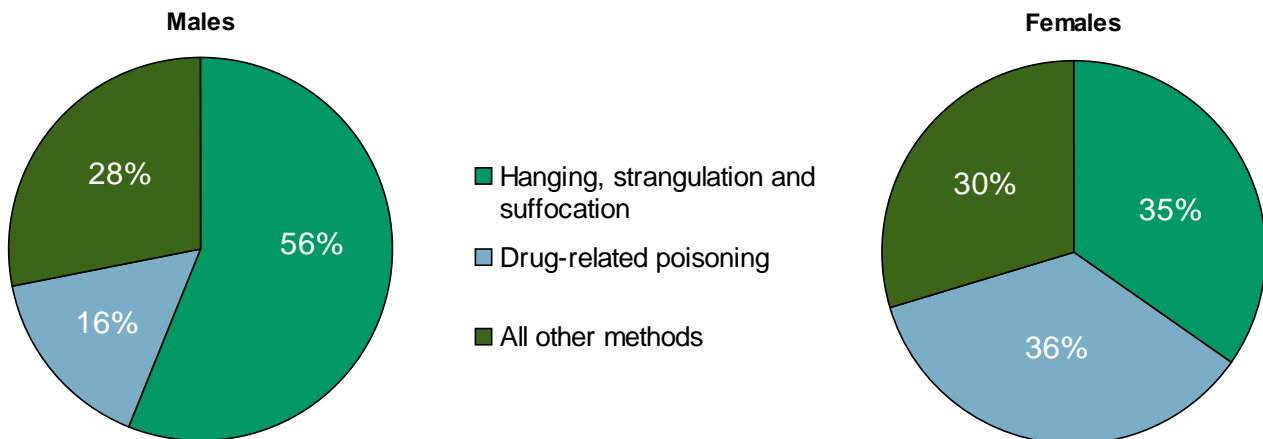 Males
Females
28%
56%
16%
Hanging, strangulation and
suffocation
Drug-related poisoning
All other methods
30%
35%
36%